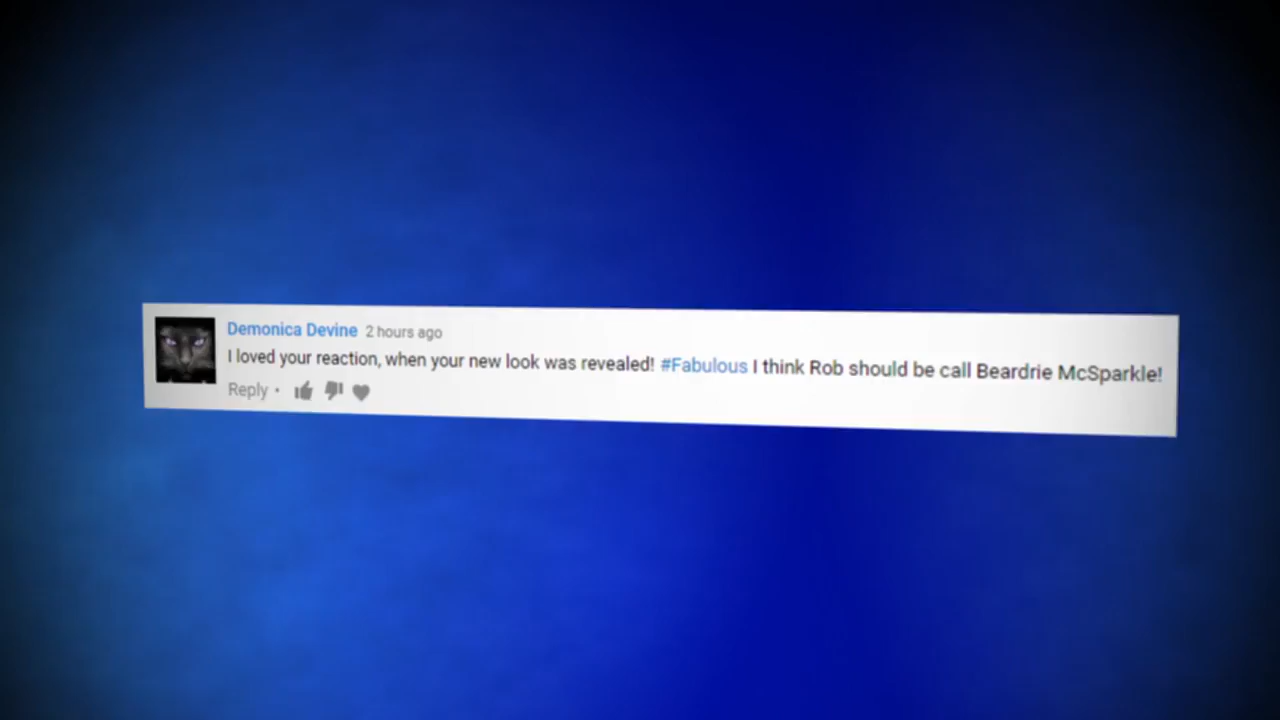 Demonica Devine 2 hours ago
I loved your reaction, when your new look was revealed! #Fabulous I think Rob should be call Beardrie McSparkle!
Reply •